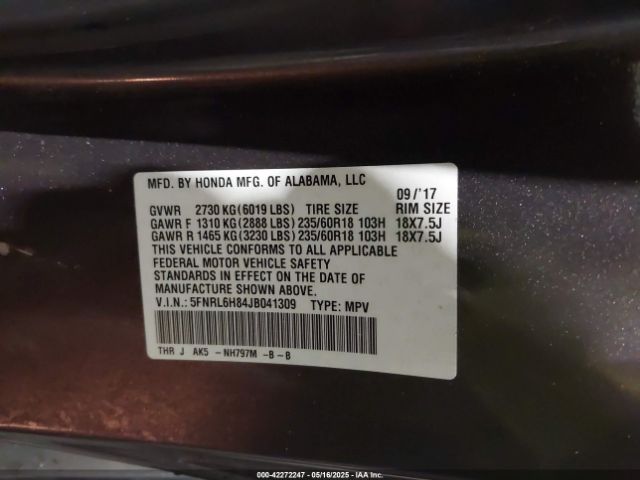 MFD. BY HONDA MFG. OF ALABAMA, LLC 09/'17
GVWR 2730 KG(6019 LBS) TIRE SIZE RIM SIZE
GAWR F 1310 KG(2888 LBS) 235/60R18 103H 18X7.5J
GAWR R 1465 KG(3230 LBS) 235/60R18 103H 18X7.5J
THIS VEHICLE CONFORMS TO ALL APPLICABLE
FEDERAL MOTOR VEHICLE SAFETY
STANDARDS IN EFFECT ON THE DATE OF
MANUFACTURE SHOWN ABOVE.
V.I.N.: 5FNRL6H84JB041309 TYPE: MPV
THR J AK5 -NH797M -B-B
000-42272247 - 05/16/2025 - IAAI, Inc.